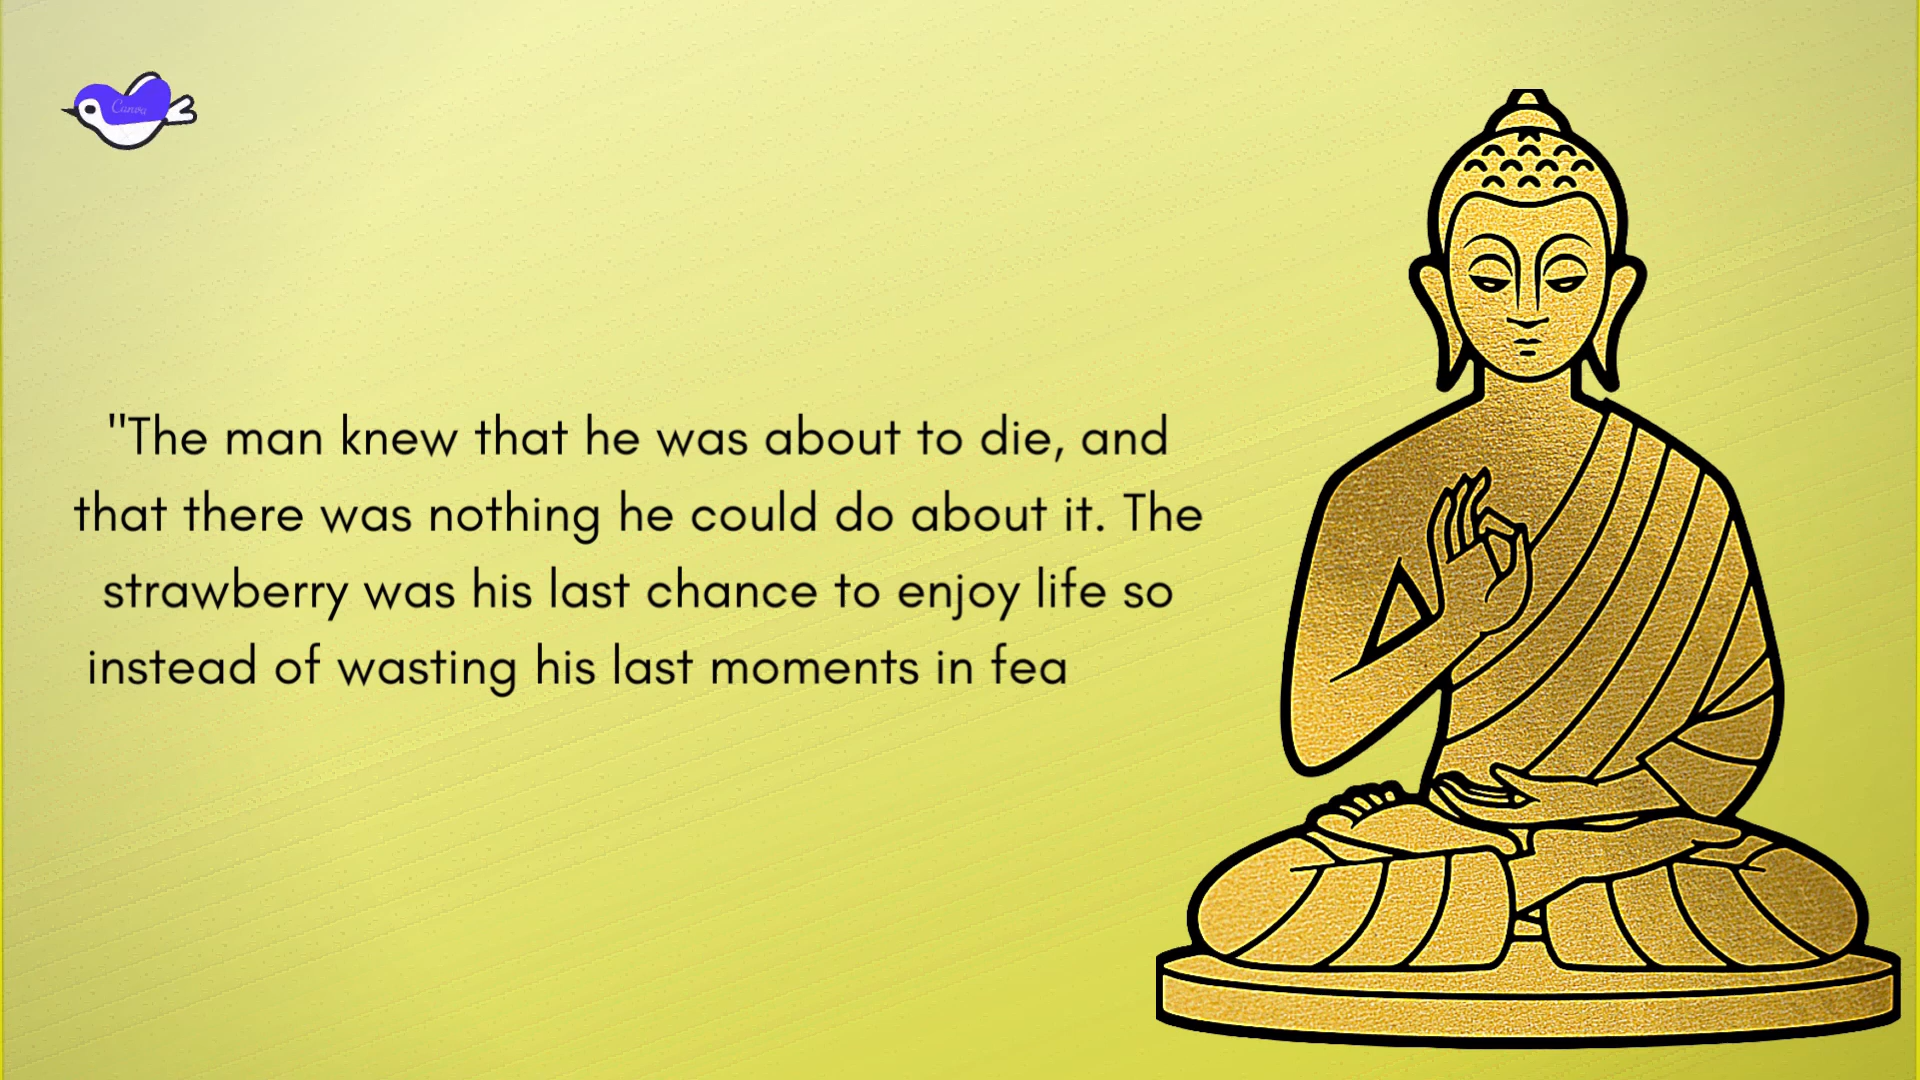 Canva
"The man knew that he was about to die, and
that there was nothing he could do about it. The
strawberry was his last chance to enjoy life so
instead of wasting his last moments in fea